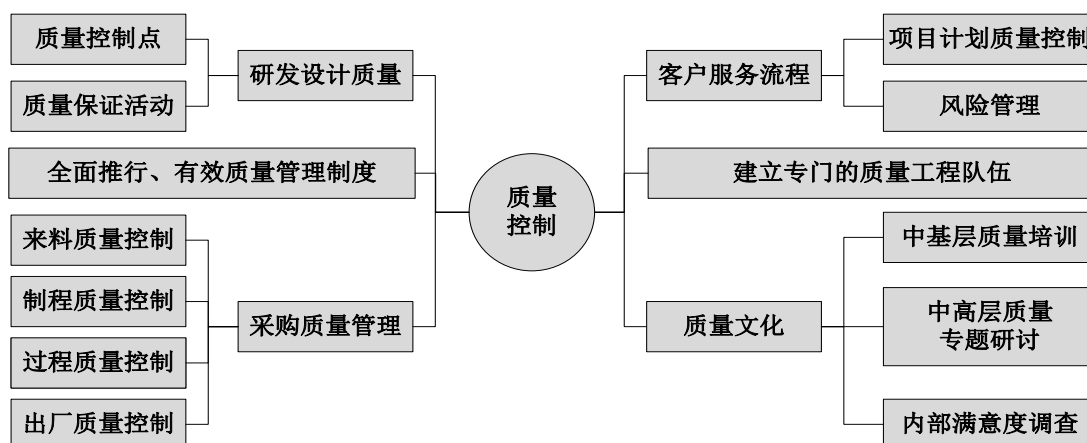 质量控制点
质量保证活动
研发设计质量
全面推行、有效质量管理制度
来料质量控制
制程质量控制
过程质量控制
出厂质量控制
采购质量管理
质量
控制
客户服务流程
项目计划质量控制
风险管理
建立专门的质量工程队伍
质量文化
中基层质量培训
中高层质量
专题研讨
内部满意度调查